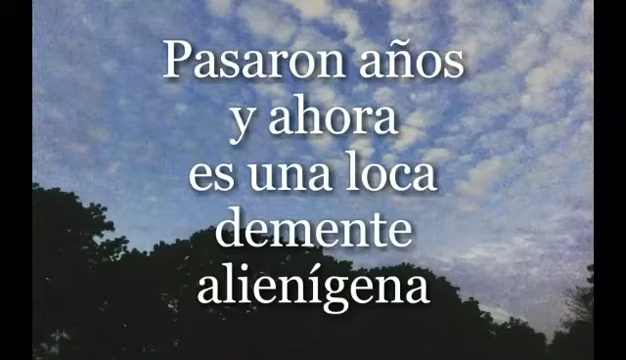 Pasaron años
y ahora
es una loca
demente
alienígena